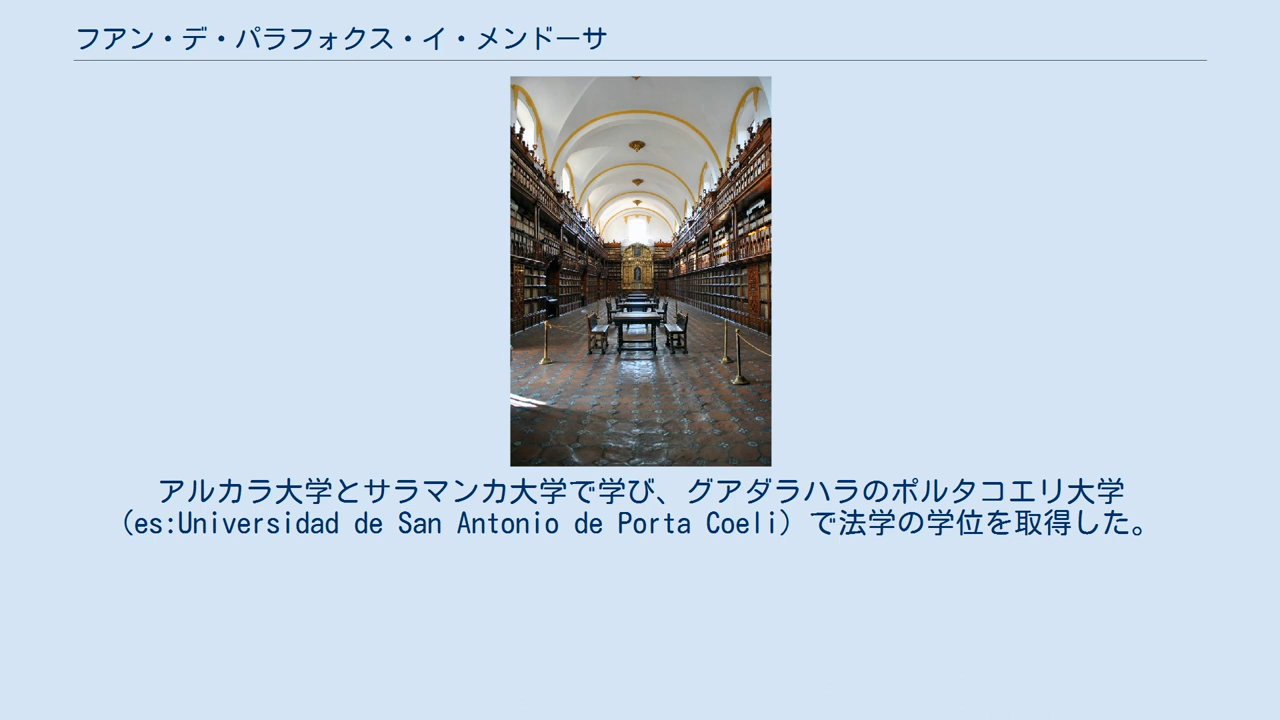 フアン・デ・パラフォクス・イ・メンドーサ
アルカラ大学とサラマンカ大学で学び、グアダラハラのポルタコエリ大学
（es:Universidad de San Antonio de Porta Coeli）で法学の学位を取得した。